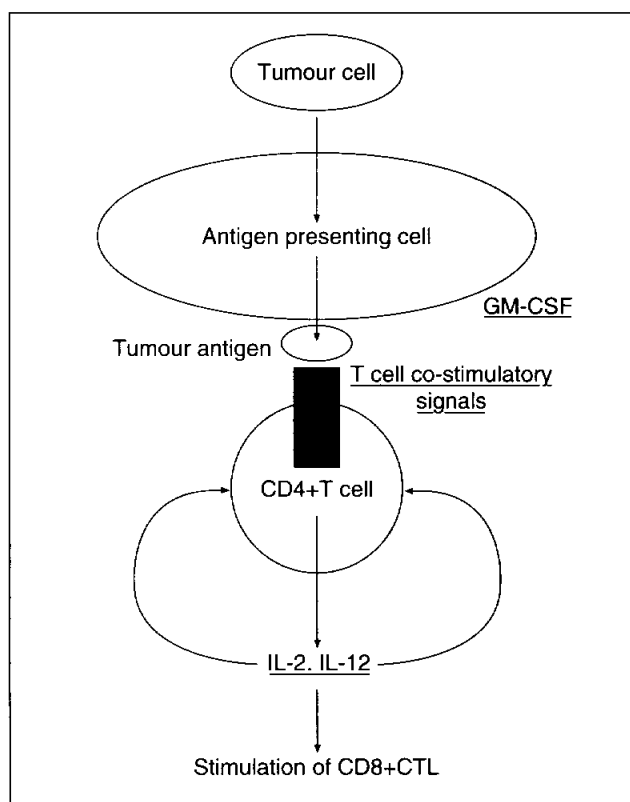 Tumour cell
Antigen presenting cell
GM-CSF
Tumour antigen
T cell co-stimulatory
signals
CD4+T cell
IL-2. IL-12
Stimulation of CD8+CTL